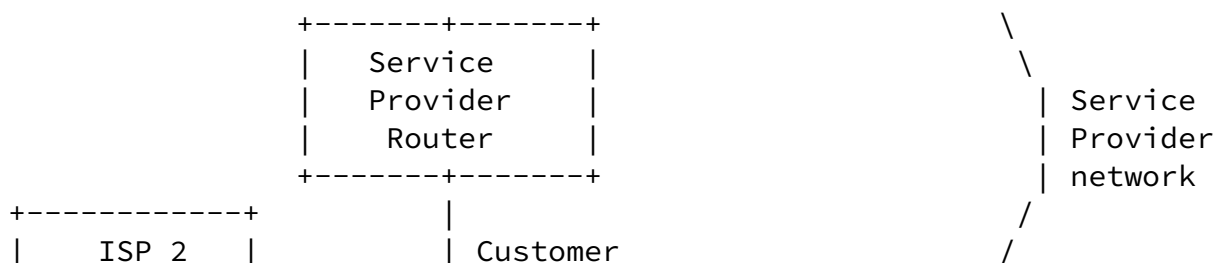 +-------+-------+                      \
|   Service     |                       \
|   Provider    |                        | Service
|    Router     |                        | Provider
+-------+-------+                        | network
+------------+          |                               /
|    ISP 2   |          | Customer                     /